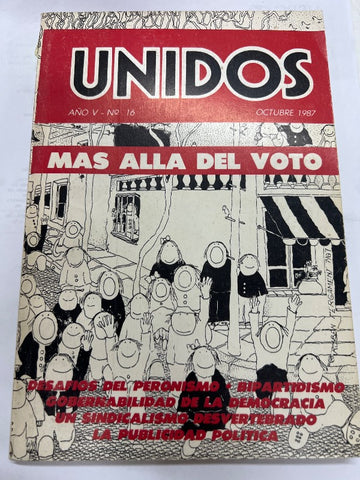 UNIDOS
AÑO V - Nº 16 OCTUBRE 1987
MAS ALLA DEL VOTO
DESAFIOS DEL PERONISMO • BIPARTIDISMO
GOBERNABILIDAD DE LA DEMOCRACIA
UN SINDICALISMO DESVERTEBRADO
LA PUBLICIDAD POLITICA